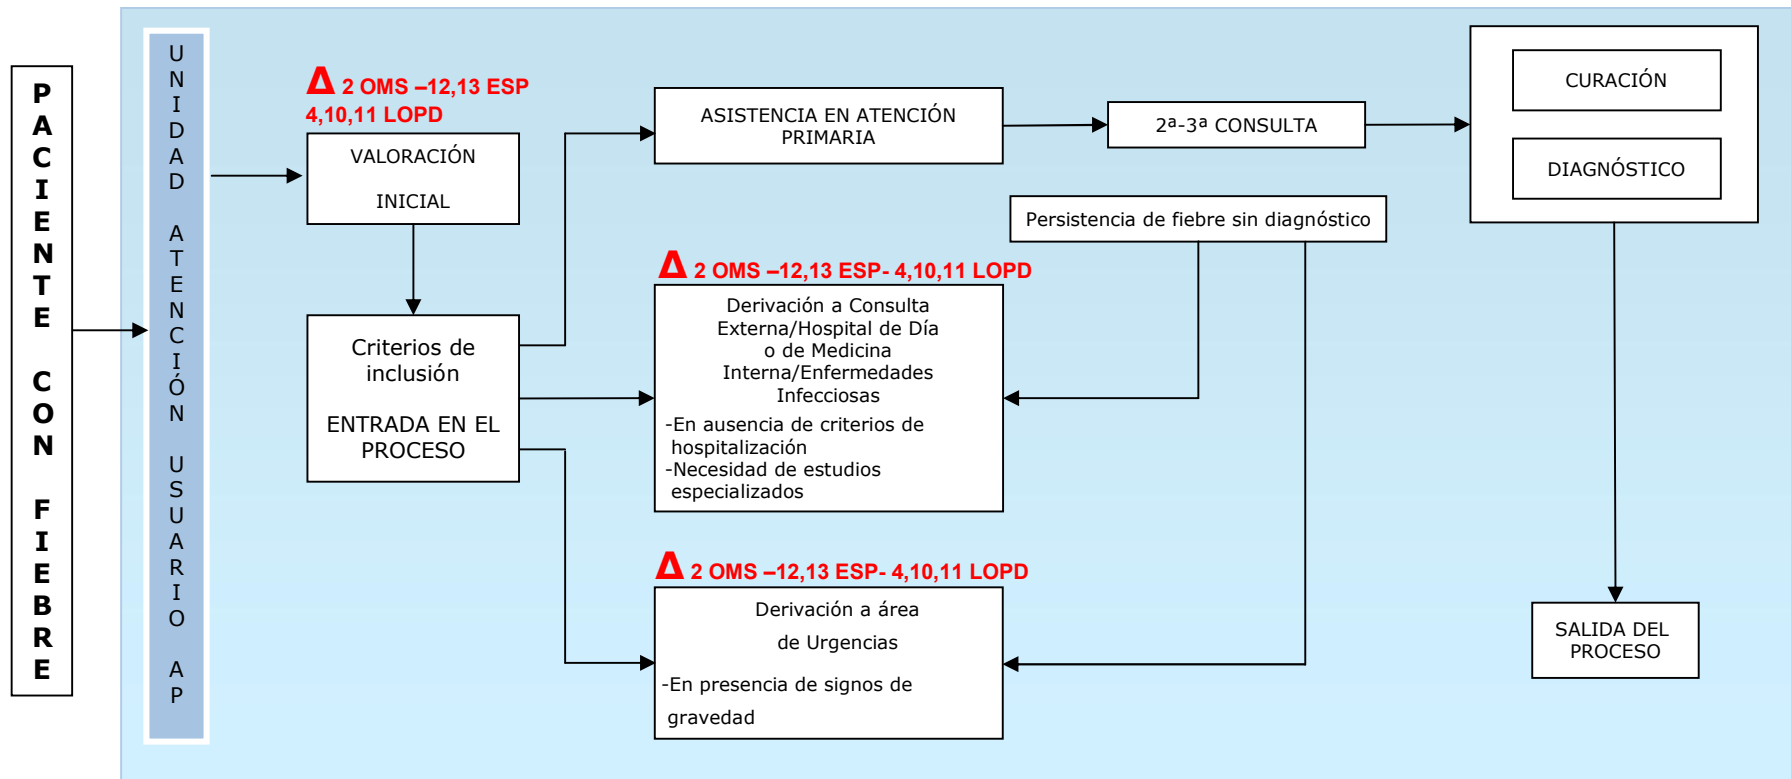 PACIENTE CON FIEBRE
UNIDAD ATENCIÓN USUARIO AP
Δ 2 OMS –12,13 ESP
4,10,11 LOPD
VALORACIÓN
INICIAL
Criterios de
inclusión
ENTRADA EN EL
PROCESO
ASISTENCIA EN ATENCIÓN
PRIMARIA
2ª-3ª CONSULTA
CURACIÓN
DIAGNÓSTICO
Persistencia de fiebre sin diagnóstico
Δ 2 OMS –12,13 ESP- 4,10,11 LOPD
Derivación a Consulta
Externa/Hospital de Día
o de Medicina
Interna/Enfermedades
Infecciosas
-En ausencia de criterios de
hospitalización
-Necesidad de estudios
especializados
Δ 2 OMS –12,13 ESP- 4,10,11 LOPD
Derivación a área
de Urgencias
-En presencia de signos de
gravedad
SALIDA DEL
PROCESO